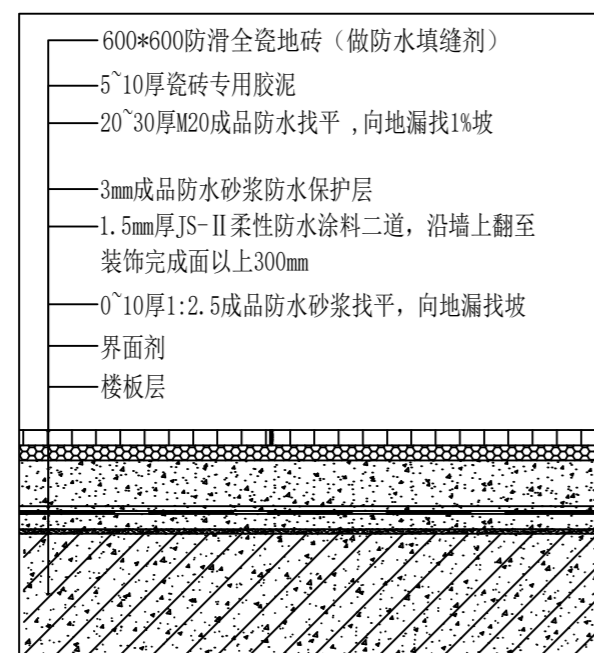 600*600防滑全瓷地砖（做防水填缝剂）
5~10厚瓷砖专用胶泥
20~30厚M20成品防水找平 ,向地漏找1%坡
3mm成品防水砂浆防水保护层
1.5mm厚JS-Ⅱ柔性防水涂料二道，沿墙上翻至
装饰完成面以上300mm
0~10厚1:2.5成品防水砂浆找平，向地漏找坡
界面剂
楼板层